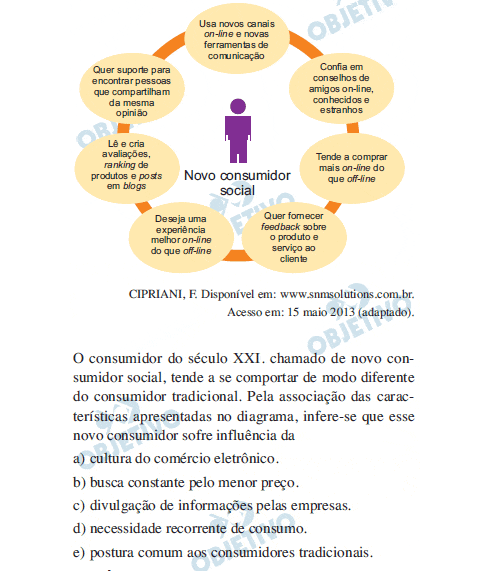 Usa novos canais
on-line e novas
ferramentas de
comunicação
Confia em
conselhos de
amigos on-line,
conhecidos e
estranhos
Tende a comprar
mais on-line do
que off-line
Quer fornecer
feedback sobre
o produto e
serviço ao
cliente
Deseja uma
experiência
melhor on-line
do que off-line
Lê e cria
avaliações,
ranking de
produtos e posts
em blogs
Quer suporte para
encontrar pessoas
que compartilham
da mesma
opinião
Novo consumidor
social
CIPRIANI, F. Disponível em: www.snmsolutions.com.br.
Acesso em: 15 maio 2013 (adaptado).
O consumidor do século XXI. chamado de novo con-
sumidor social, tende a se comportar de modo diferente
do consumidor tradicional. Pela associação das carac-
terísticas apresentadas no diagrama, infere-se que esse
novo consumidor sofre influência da
a) cultura do comércio eletrônico.
b) busca constante pelo menor preço.
c) divulgação de informações pelas empresas.
d) necessidade recorrente de consumo.
e) postura comum aos consumidores tradicionais.
OBJETIVO
OBJETIVO
OBJETIVO
OBJETIVO
OBJETIVO